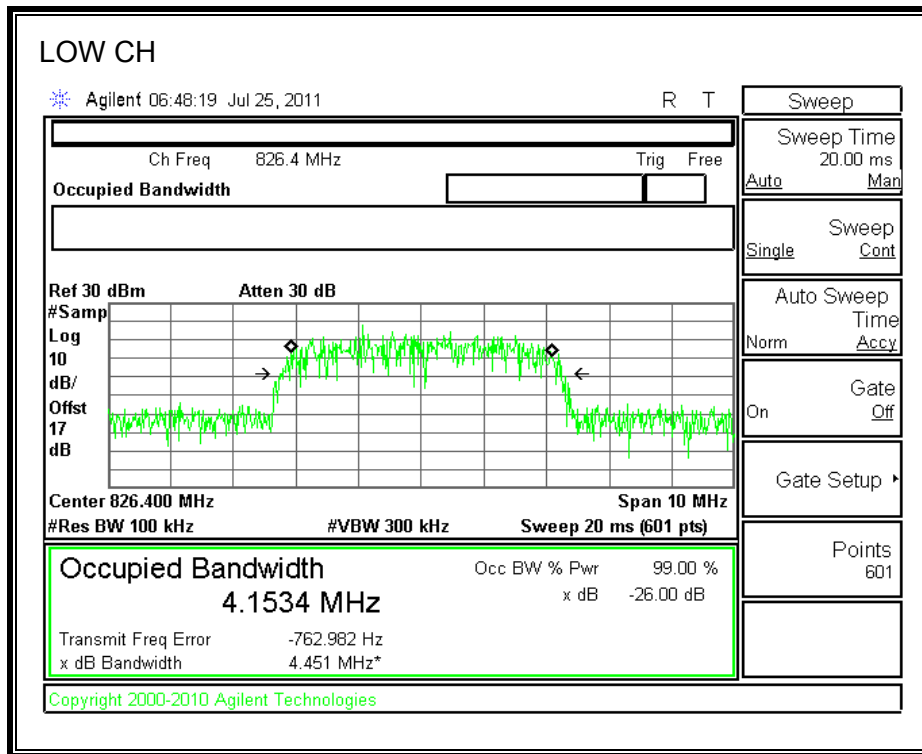 LOW CH
Agilent 06:48:19 Jul 25, 2011 R T
Ch Freq 826.4 MHz Trig Free
Occupied Bandwidth
Ref 30 dBm Atten 30 dB
#Samp
Log
10
dB/
Offst
17
dB
Center 826.400 MHz Span 10 MHz
#Res BW 100 kHz #VBW 300 kHz Sweep 20 ms (601 pts)
Occupied Bandwidth Occ BW % Pwr 99.00 %
4.1534 MHz x dB -26.00 dB
Transmit Freq Error -762.982 Hz
x dB Bandwidth 4.451 MHz*
Copyright 2000-2010 Agilent Technologies
Sweep
Sweep Time
20.00 ms
Auto Man
Sweep
Single Cont
Auto Sweep
Time
Norm Accy
Gate
On Off
Gate Setup
Points
601